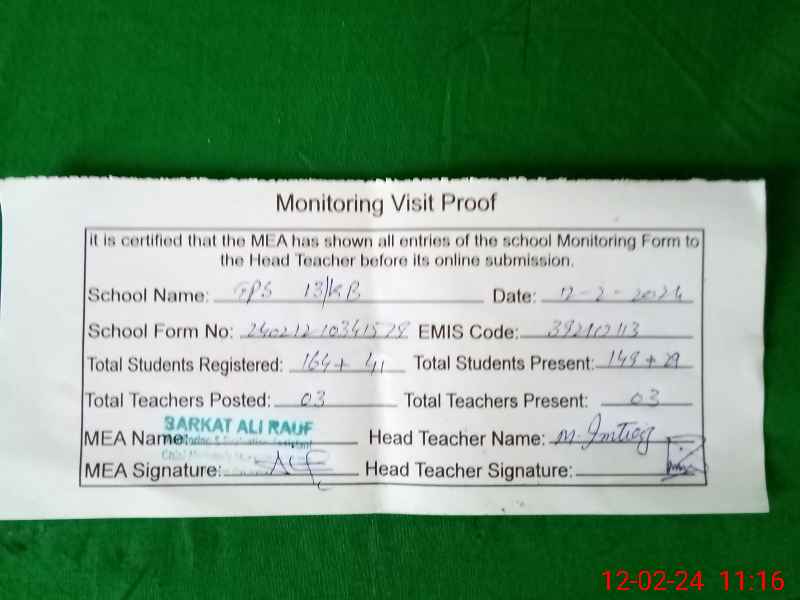 Monitoring Visit Proof
it is certified that the MEA has shown all entries of the school Monitoring Form to
the Head Teacher before its online submission.
School Name: GPS 13/KB Date: 12-2-2024
School Form No: EMIS Code:
Total Students Registered: 164 + 41 Total Students Present: 149 + 29
Total Teachers Posted: 03 Total Teachers Present: 03
MEA Name: BARKAT ALI RAUF Head Teacher Name: M. Imtiaz
MEA Signature: Head Teacher Signature:
12-02-24 11:16